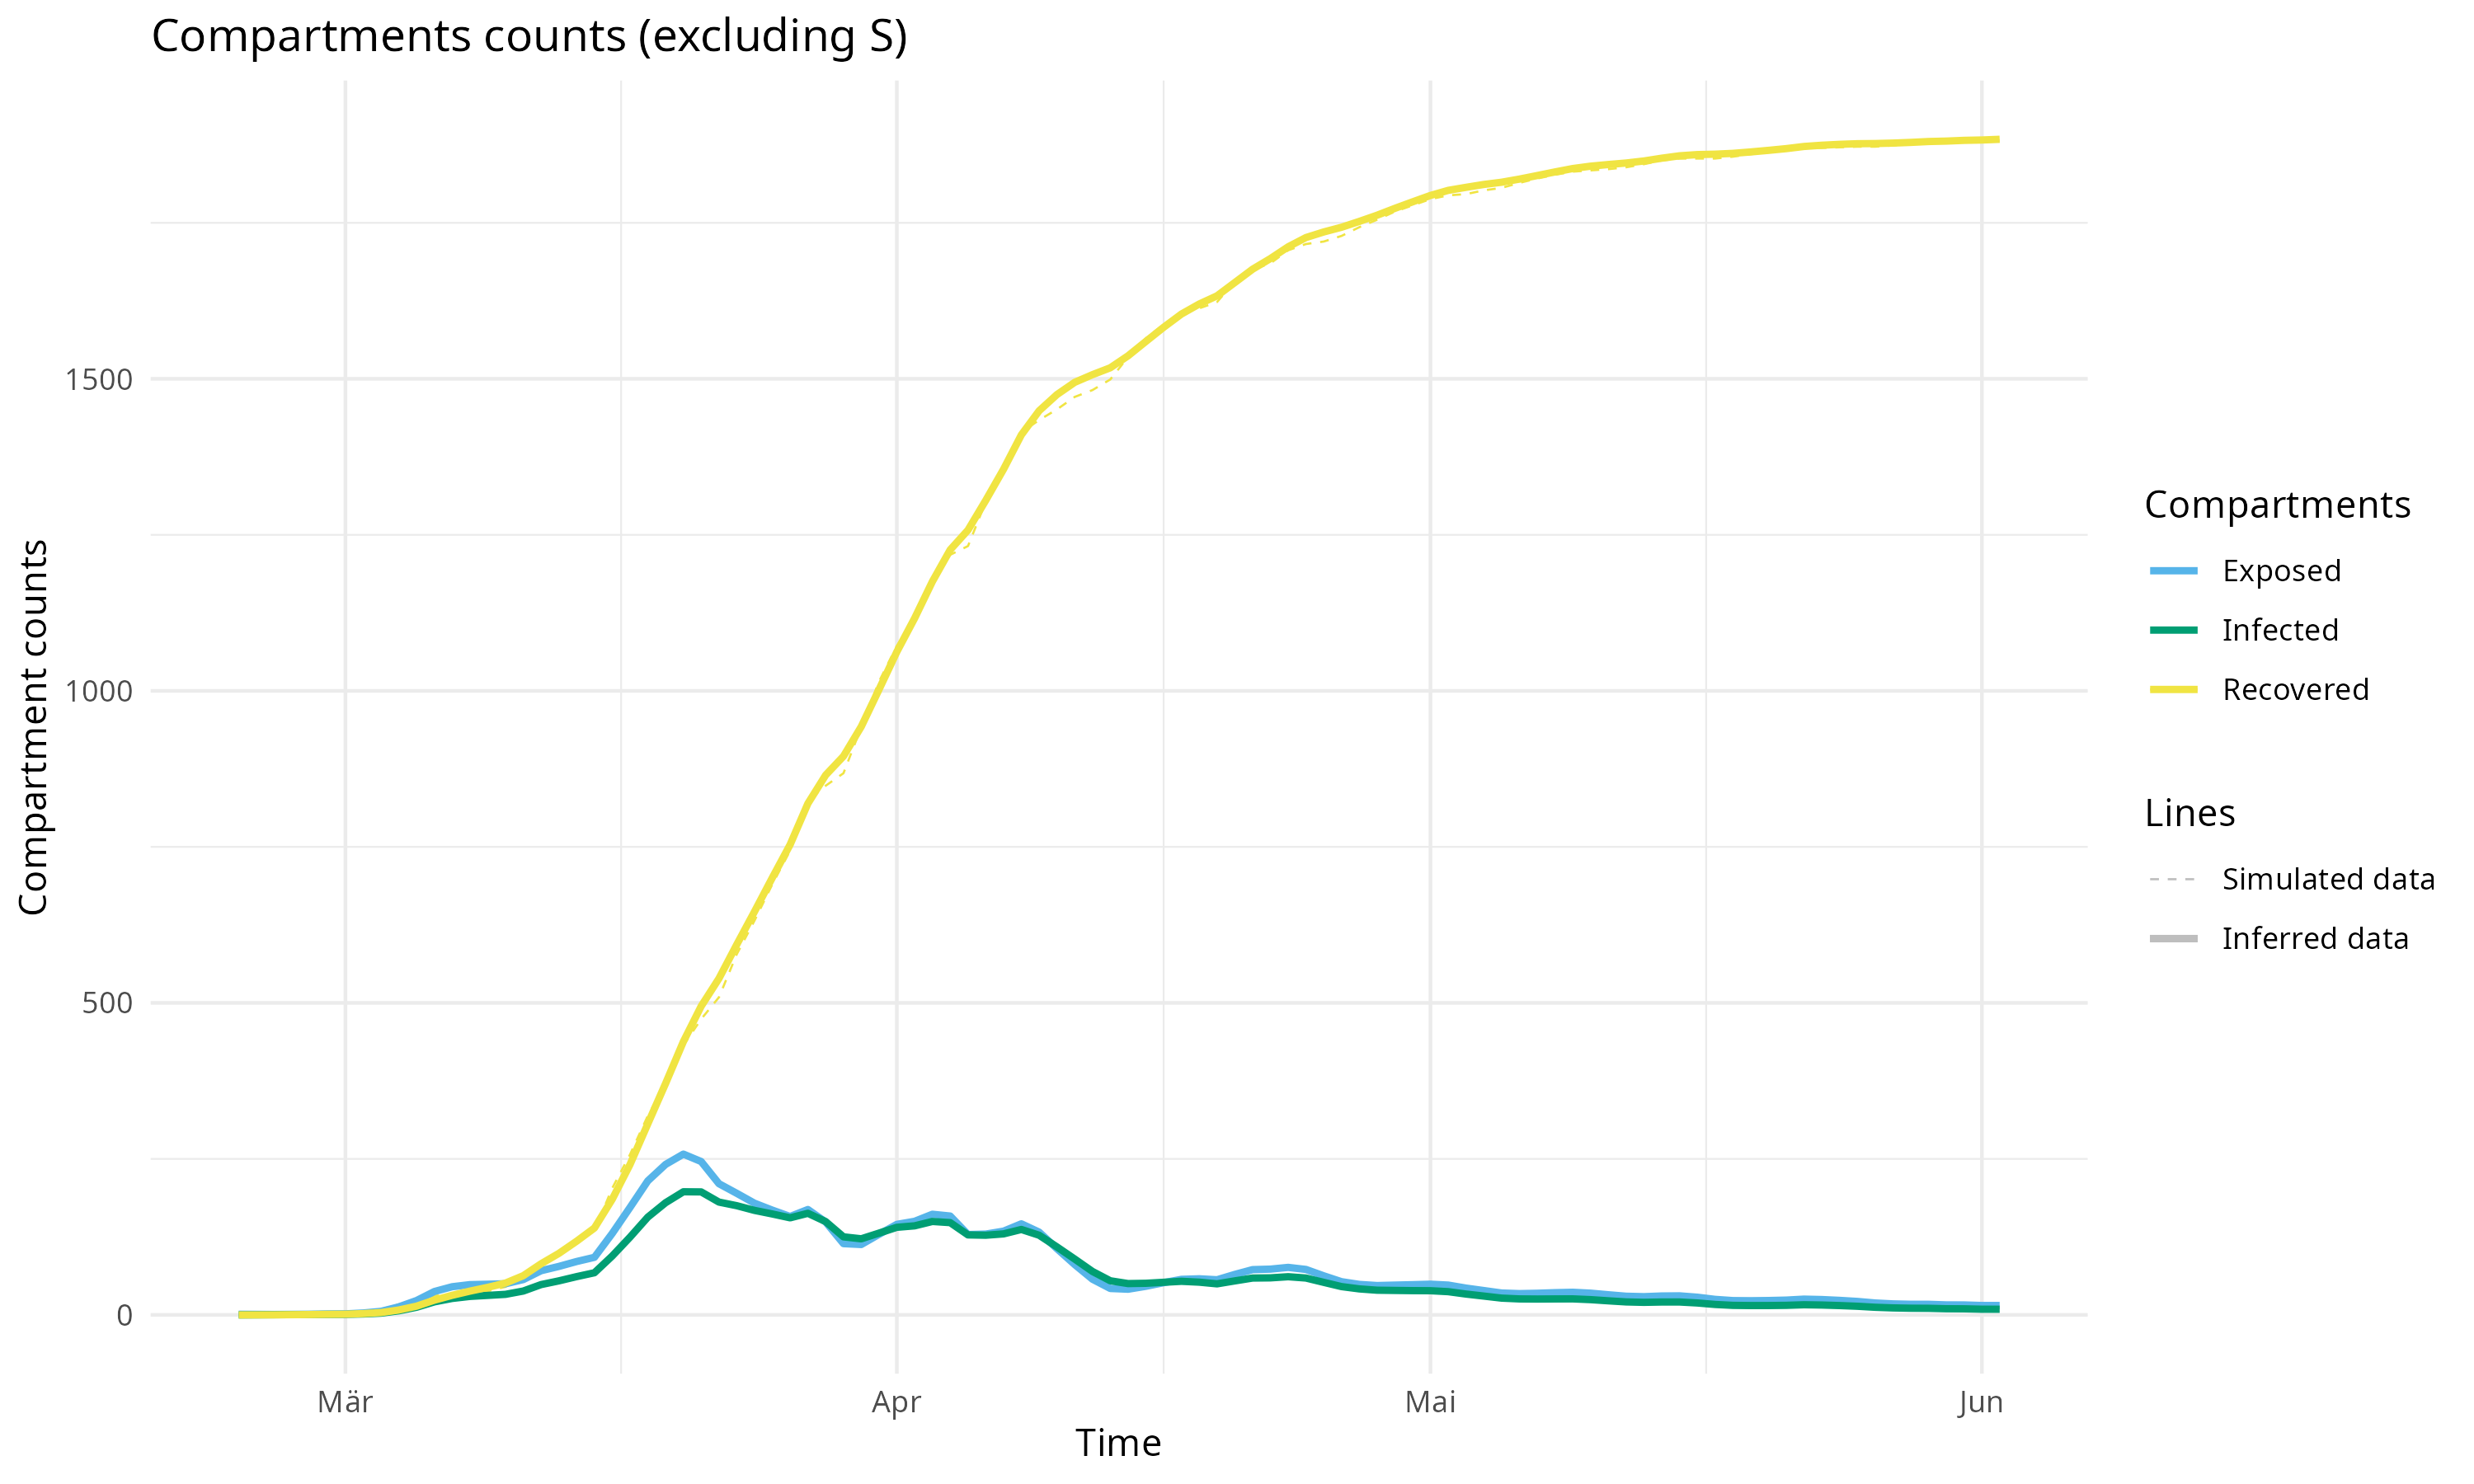 Compartments counts (excluding S)
Compartment counts
1500
1000
500
0
Mär
Apr
Mai
Jun
Time
Compartments
Exposed
Infected
Recovered
Lines
Simulated data
Inferred data